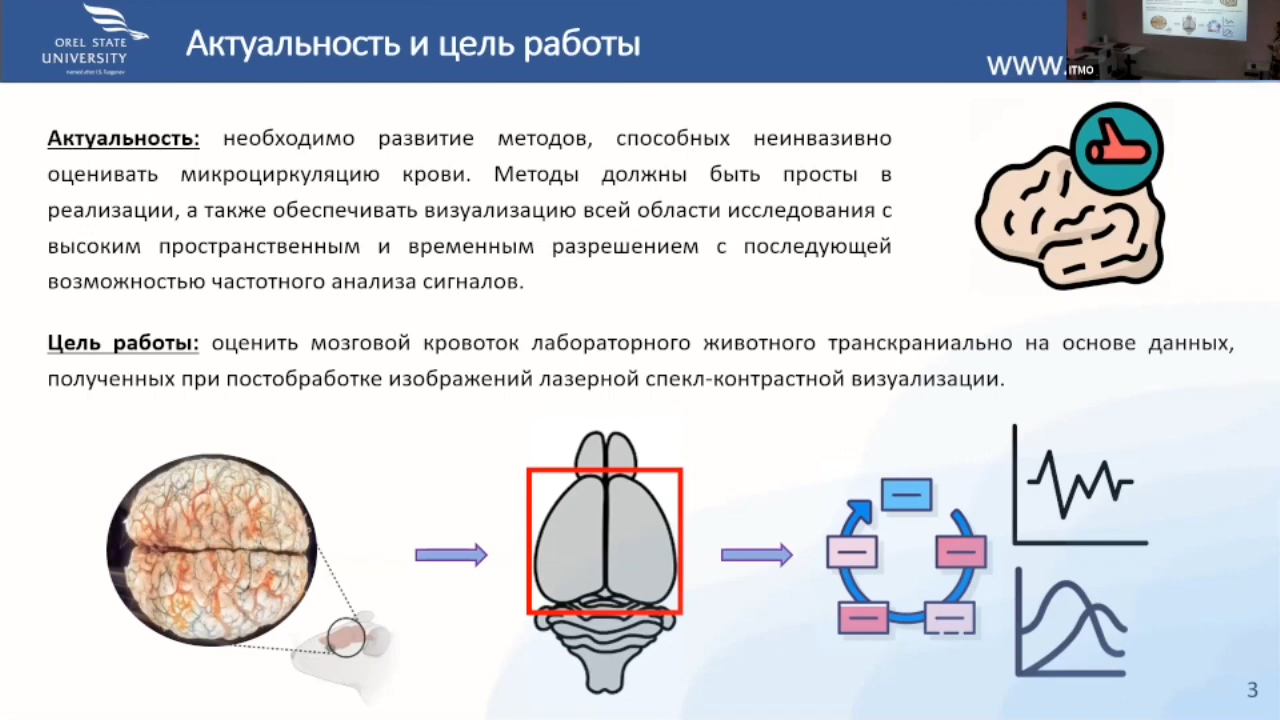 OREL STATE
UNIVERSITY
named after I.S. Turgenev
Актуальность и цель работы
www.
ITMO
Актуальность: необходимо развитие методов, способных неинвазивно
оценивать микроциркуляцию крови. Методы должны быть просты в
реализации, а также обеспечивать визуализацию всей области исследования с
высоким пространственным и временным разрешением с последующей
возможностью частотного анализа сигналов.
Цель работы: оценить мозговой кровоток лабораторного животного транскраниально на основе данных,
полученных при постобработке изображений лазерной спекл-контрастной визуализации.
3